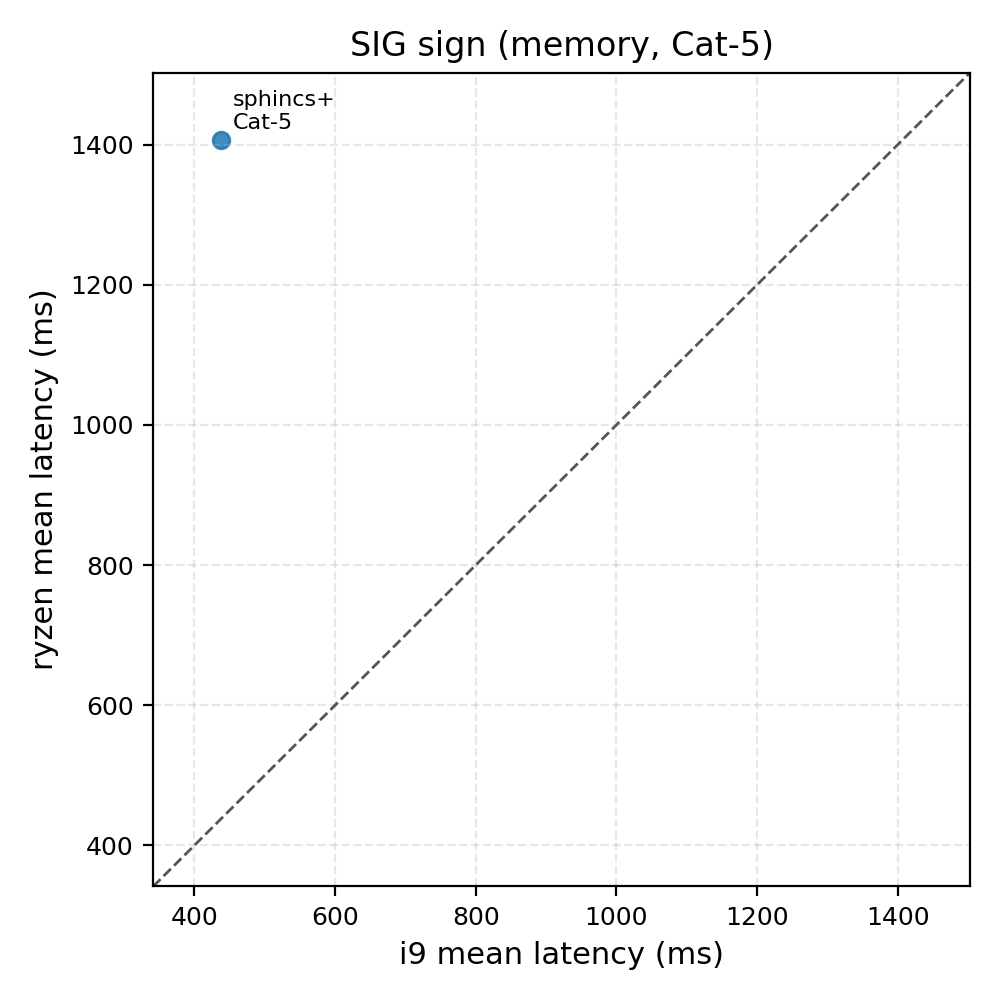 SIG sign (memory, Cat-5)
sphincs+
Cat-5
1400
1200
1000
800
600
400
ryzen mean latency (ms)
400 600 800 1000 1200 1400
i9 mean latency (ms)